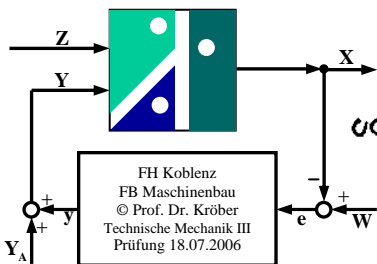 Z
Y
X
FH Koblenz
FB Maschinenbau
© Prof. Dr. Kröber
Technische Mechanik III
Prüfung 18.07.2006
−
+
+
y
+
e
W
Y_A